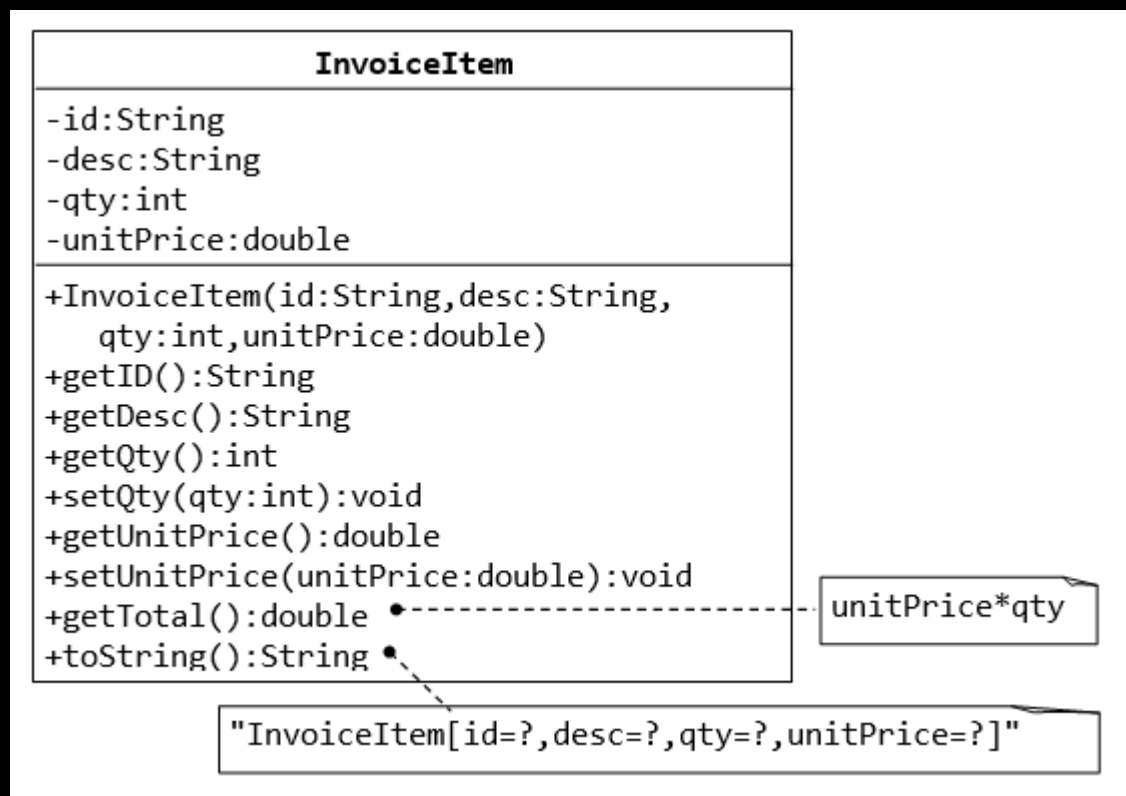 InvoiceItem
-id:String
-desc:String
-qty:int
-unitPrice:double
+InvoiceItem(id:String,desc:String,
qty:int,unitPrice:double)
+getID():String
+getDesc():String
+getQty():int
+setQty(qty:int):void
+getUnitPrice():double
+setUnitPrice(unitPrice:double):void
+getTotal():double
unitPrice*qty
+toString():String
"InvoiceItem[id=?,desc=?,qty=?,unitPrice=?]"